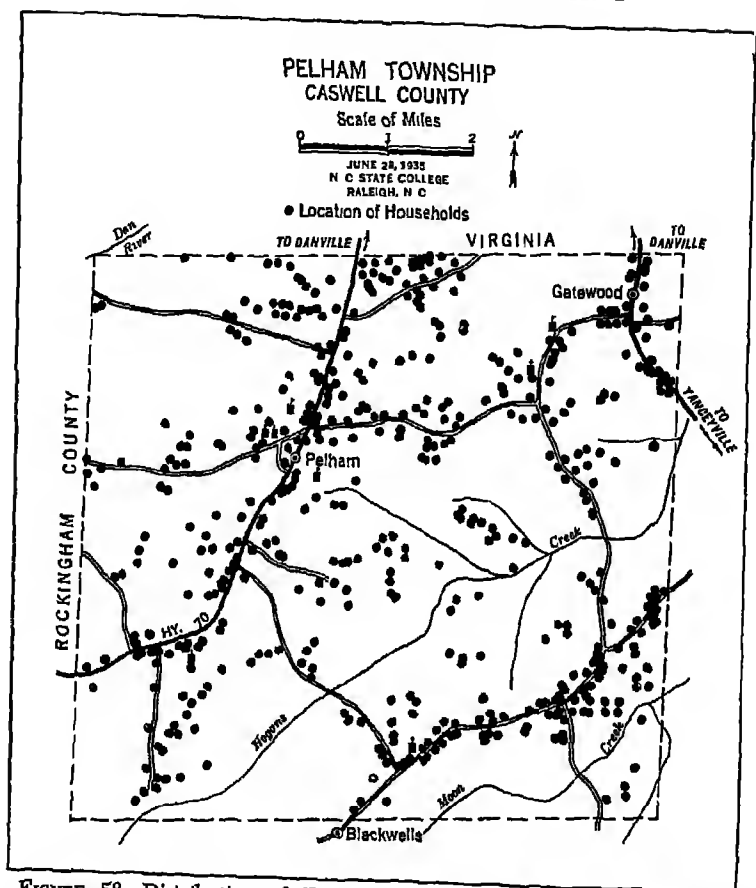 PELHAM TOWNSHIP
CASWELL COUNTY
Scale of Miles
0 1 2
N
JUNE 28, 1935
N C STATE COLLEGE
RALEIGH, N C
Location of Households
Dan River
TO DANVILLE
VIRGINIA
TO DANVILLE
Gatewood
TO YANCEYVILLE
ROCKINGHAM COUNTY
Pelham
Creek
HY. 70
Hogans
Creek
Moon
Blackwells